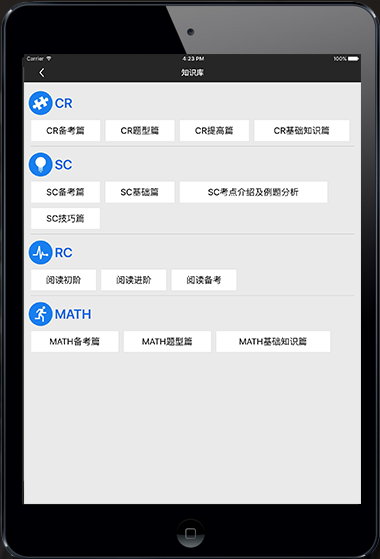 Carrier 4:23 PM 100%
知识库
CR
CR备考篇 CR题型篇 CR提高篇 CR基础知识篇
SC
SC备考篇 SC基础篇 SC考点介绍及例题分析
SC技巧篇
RC
阅读初阶 阅读进阶 阅读备考
MATH
MATH备考篇 MATH题型篇 MATH基础知识篇